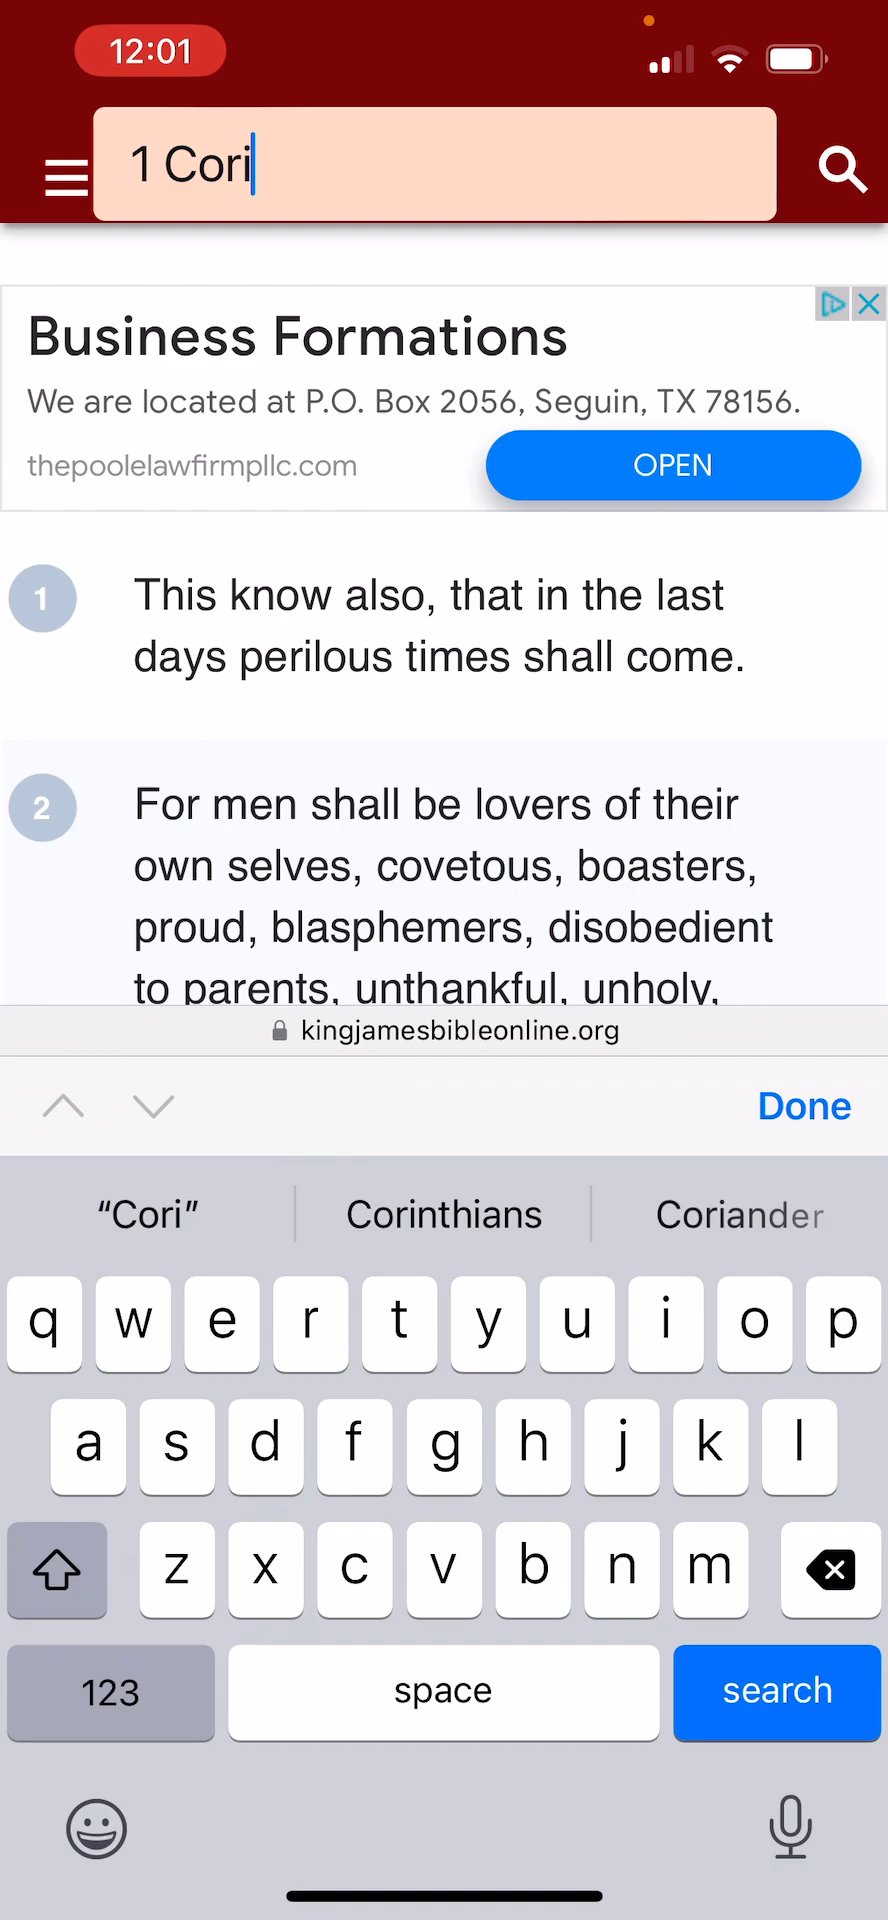 12:01
1 Cori
Business Formations
We are located at P.O. Box 2056, Seguin, TX 78156.
thepoolelawfirmpllc.com
OPEN
1 This know also, that in the last
days perilous times shall come.
2 For men shall be lovers of their
own selves, covetous, boasters,
proud, blasphemers, disobedient
to parents, unthankful, unholy,
kingjamesbibleonline.org
Done
“Cori” Corinthians Coriander
q w e r t y u i o p
a s d f g h j k l
z x c v b n m
123 space search